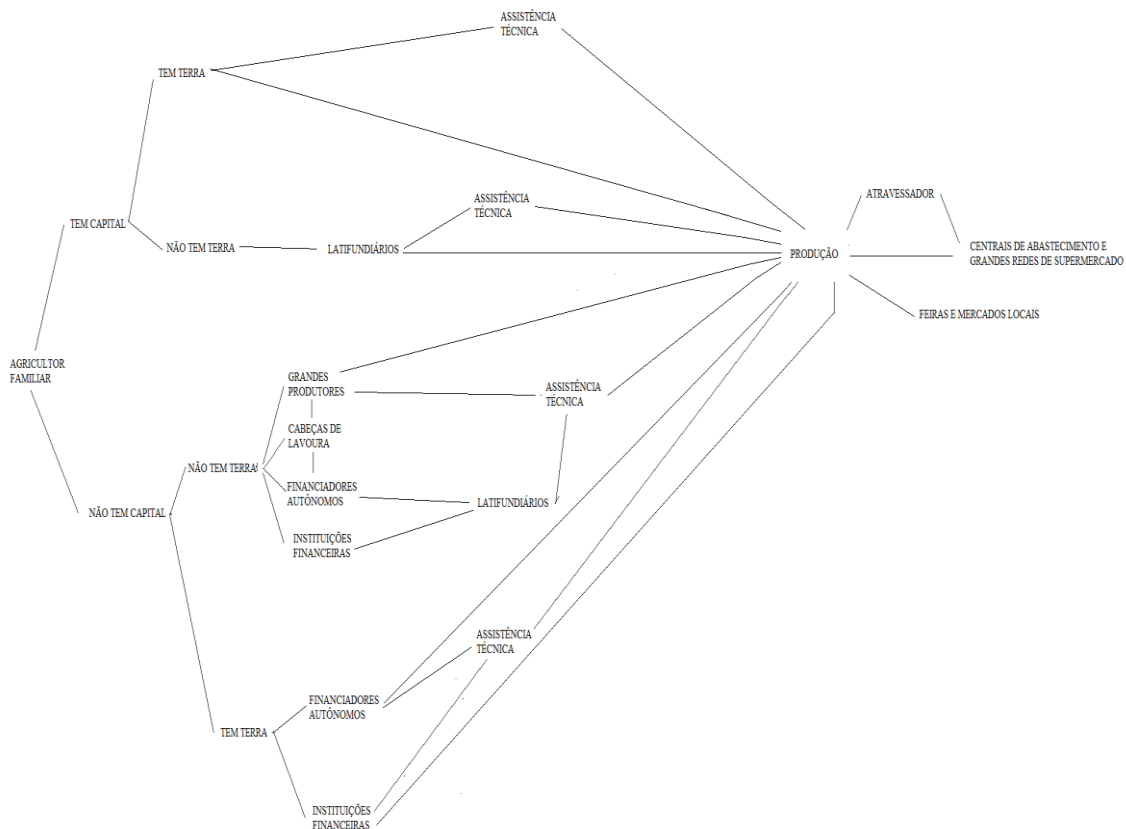 ASSISTÊNCIA
TÉCNICA
TEM TERRA
ASSISTÊNCIA
TÉCNICA
ATRAVESSADOR
TEM CAPITAL
NÃO TEM TERRA
LATIFUNDIÁRIOS
PRODUÇÃO
CENTRAIS DE ABASTECIMENTO E
GRANDES REDES DE SUPERMERCADO
FEIRAS E MERCADOS LOCAIS
AGRICULTOR
FAMILIAR
GRANDES
PRODUTORES
ASSISTÊNCIA
TÉCNICA
CABEÇAS DE
LAVOURA
NÃO TEM TERRA
FINANCIADORES
AUTÔNOMOS
LATIFUNDIÁRIOS
NÃO TEM CAPITAL
INSTITUIÇÕES
FINANCEIRAS
ASSISTÊNCIA
TÉCNICA
FINANCIADORES
AUTÔNOMOS
TEM TERRA
INSTITUIÇÕES
FINANCEIRAS